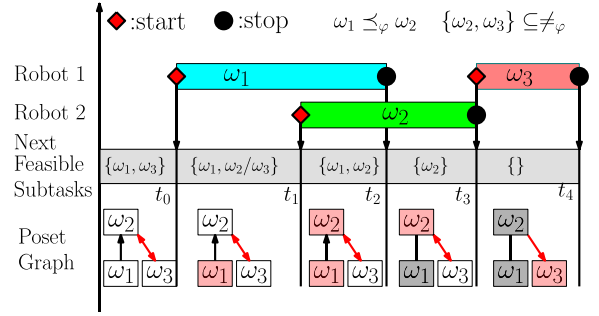 :start :stop ω₁ ⪯_φ ω₂ {ω₂, ω₃} ⊆≠_φ
Robot 1 ω₁ ω₃
Robot 2 ω₂
Next
Feasible {ω₁, ω₃} {ω₁, ω₂/ω₃} {ω₁, ω₂} {ω₂} {}
Subtasks t₀ t₁ t₂ t₃ t₄
ω₂ ω₂ ω₂ ω₂ ω₂
Poset
Graph
ω₁ ω₃ ω₁ ω₃ ω₁ ω₃ ω₁ ω₃ ω₁ ω₃